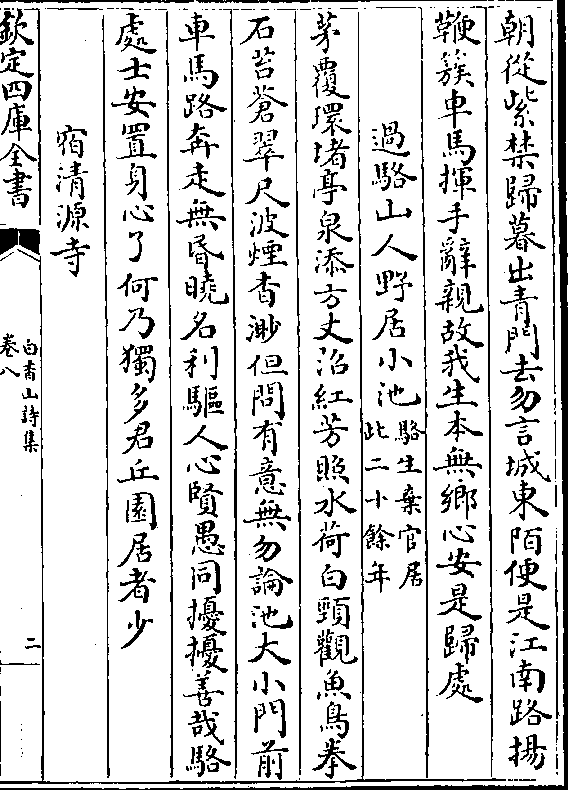 朝從紫禁歸暮出青門去勿言城東陌便是江南路揚
鞭簇車馬揮手辭親故我生本無鄉心安是歸處
過駱山人野居小池駱生棄官居此二十餘年
茅覆環堵亭泉添方丈沼紅芳照水荷白頸觀魚鳥拳
石苔蒼翠尺波煙杳渺但問有意無勿論池大小門前
車馬路奔走無昏曉名利驅人心賢愚同擾擾善哉駱
處士安置身心了何乃獨多君丘園居者少
宿清源寺
欽定四庫全書
白香山詩集
卷八
二